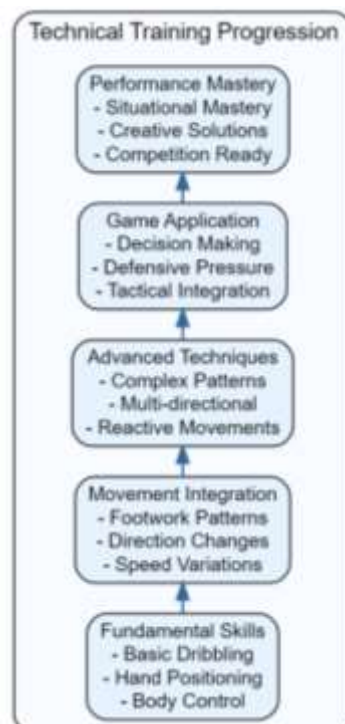 Technical Training Progression
Performance Mastery
- Situational Mastery
- Creative Solutions
- Competition Ready
Game Application
- Decision Making
- Defensive Pressure
- Tactical Integration
Advanced Techniques
- Complex Patterns
- Multi-directional
- Reactive Movements
Movement Integration
- Footwork Patterns
- Direction Changes
- Speed Variations
Fundamental Skills
- Basic Dribbling
- Hand Positioning
- Body Control